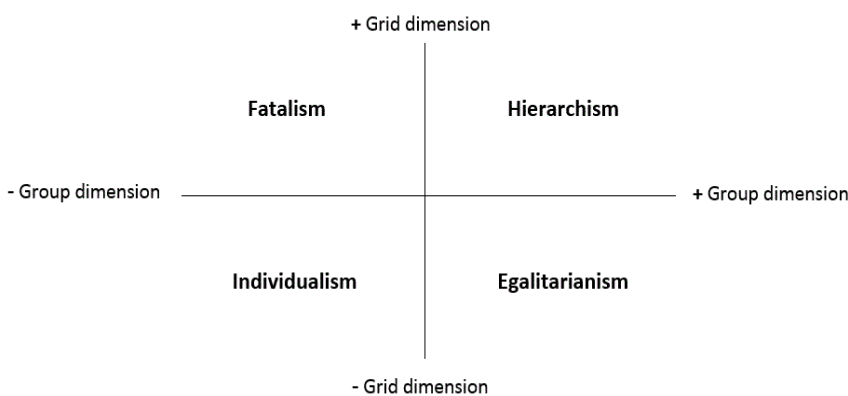 + Grid dimension
Fatalism
Hierarchism
- Group dimension
+ Group dimension
Individualism
Egalitarianism
- Grid dimension